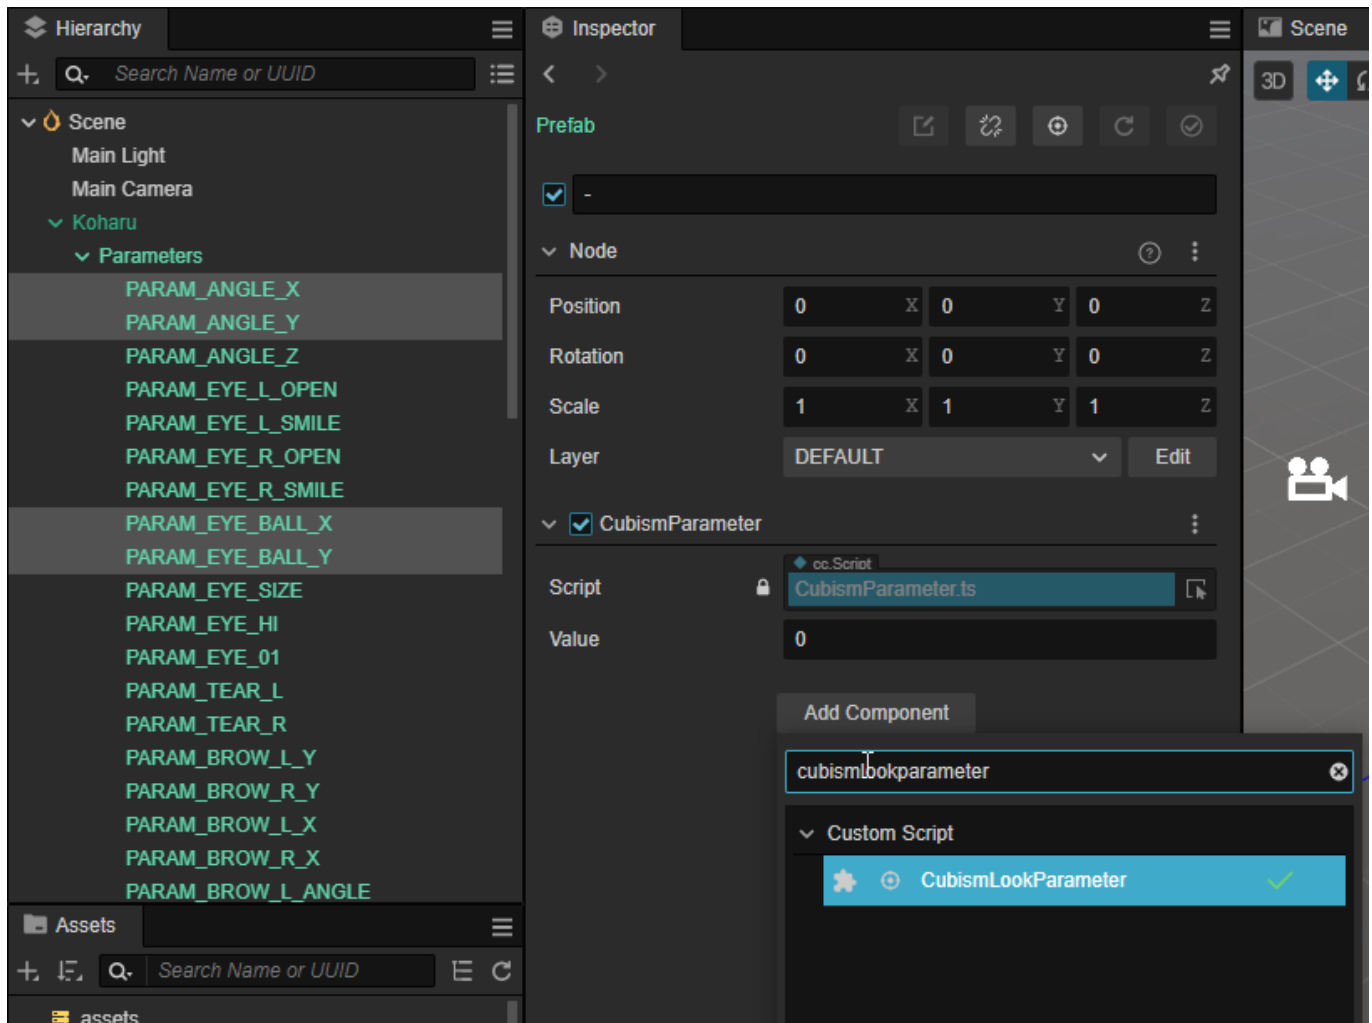 Hierarchy
Search Name or UUID
Scene
Main Light
Main Camera
Koharu
Parameters
PARAM_ANGLE_X
PARAM_ANGLE_Y
PARAM_ANGLE_Z
PARAM_EYE_L_OPEN
PARAM_EYE_L_SMILE
PARAM_EYE_R_OPEN
PARAM_EYE_R_SMILE
PARAM_EYE_BALL_X
PARAM_EYE_BALL_Y
PARAM_EYE_SIZE
PARAM_EYE_HI
PARAM_EYE_01
PARAM_TEAR_L
PARAM_TEAR_R
PARAM_BROW_L_Y
PARAM_BROW_R_Y
PARAM_BROW_L_X
PARAM_BROW_R_X
PARAM_BROW_L_ANGLE
Assets
Search Name or UUID
assets
Inspector
Prefab
-
Node
Position 0 X 0 Y 0 Z
Rotation 0 X 0 Y 0 Z
Scale 1 X 1 Y 1 Z
Layer DEFAULT Edit
CubismParameter
cc.Script
Script CubismParameter.ts
Value 0
Add Component
cubismlookparameter
Custom Script
CubismLookParameter
Scene
3D